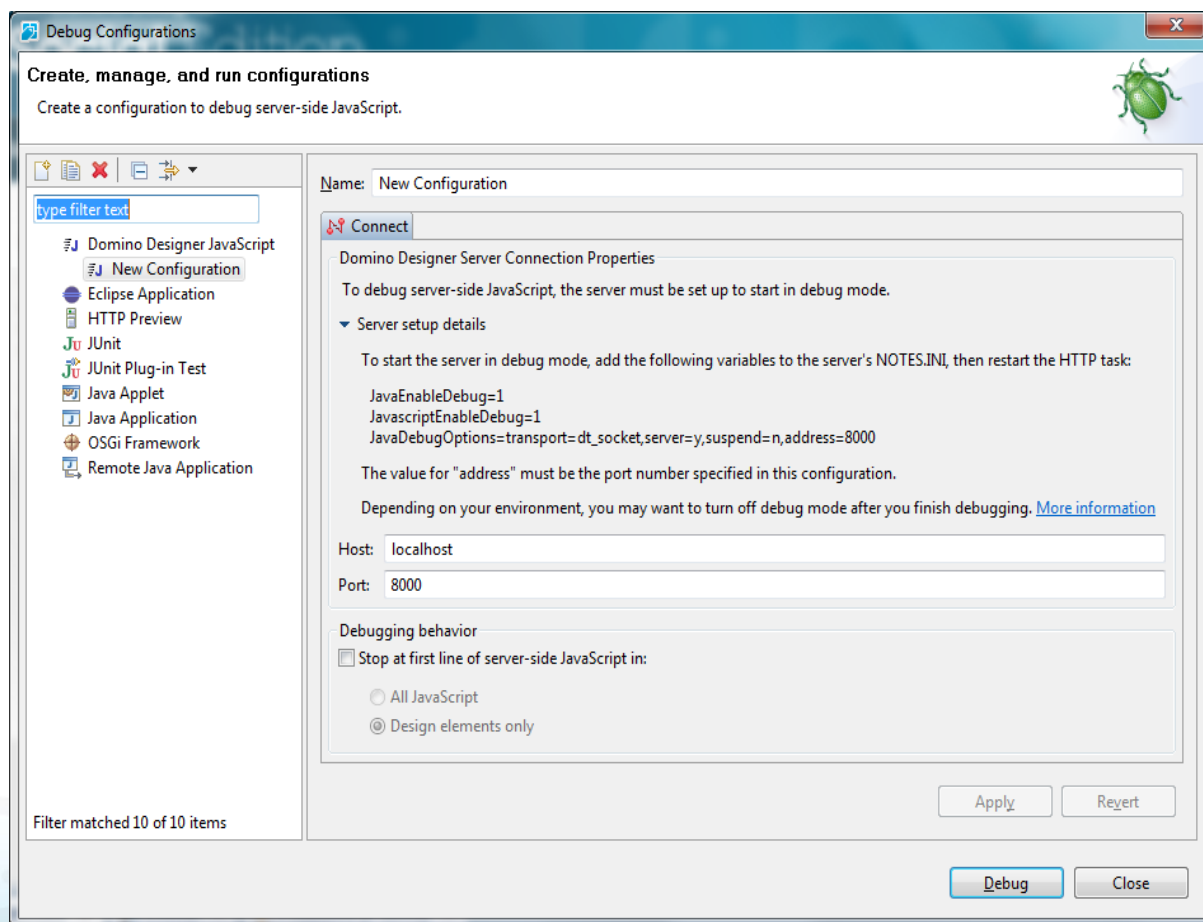 Debug Configurations
Create, manage, and run configurations
Create a configuration to debug server-side JavaScript.
type filter text
Domino Designer JavaScript
New Configuration
Eclipse Application
HTTP Preview
JUnit
JUnit Plug-in Test
Java Applet
Java Application
OSGi Framework
Remote Java Application
Filter matched 10 of 10 items
Name: New Configuration
Connect
Domino Designer Server Connection Properties
To debug server-side JavaScript, the server must be set up to start in debug mode.
Server setup details
To start the server in debug mode, add the following variables to the server's NOTES.INI, then restart the HTTP task:
JavaEnableDebug=1
JavascriptEnableDebug=1
JavaDebugOptions=transport=dt_socket,server=y,suspend=n,address=8000
The value for "address" must be the port number specified in this configuration.
Depending on your environment, you may want to turn off debug mode after you finish debugging. More information
Host: localhost
Port: 8000
Debugging behavior
Stop at first line of server-side JavaScript in:
All JavaScript
Design elements only
Apply Revert
Debug Close